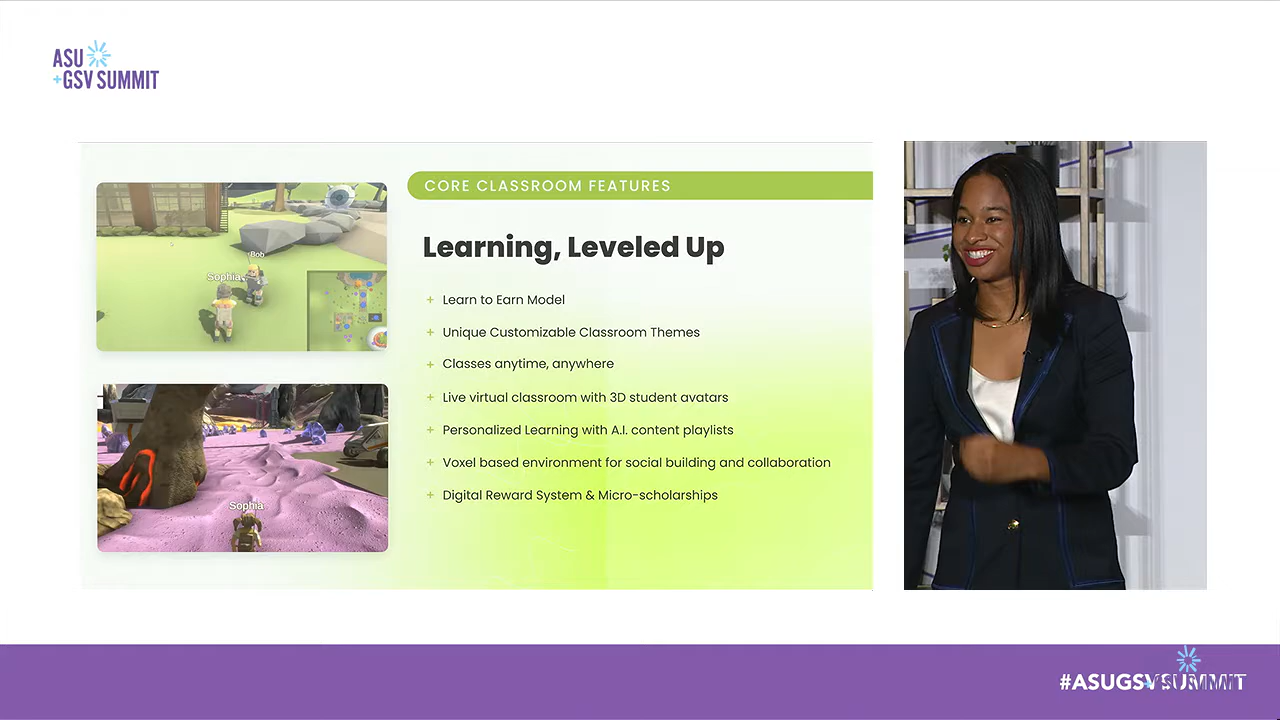 ASU
+GSV SUMMIT
CORE CLASSROOM FEATURES
Learning, Leveled Up
+ Learn to Earn Model
+ Unique Customizable Classroom Themes
+ Classes anytime, anywhere
+ Live virtual classroom with 3D student avatars
+ Personalized Learning with A.I. content playlists
+ Voxel based environment for social building and collaboration
+ Digital Reward System & Micro-scholarships
Bob
Sophia
Sophia
#ASUGSVSUMMIT